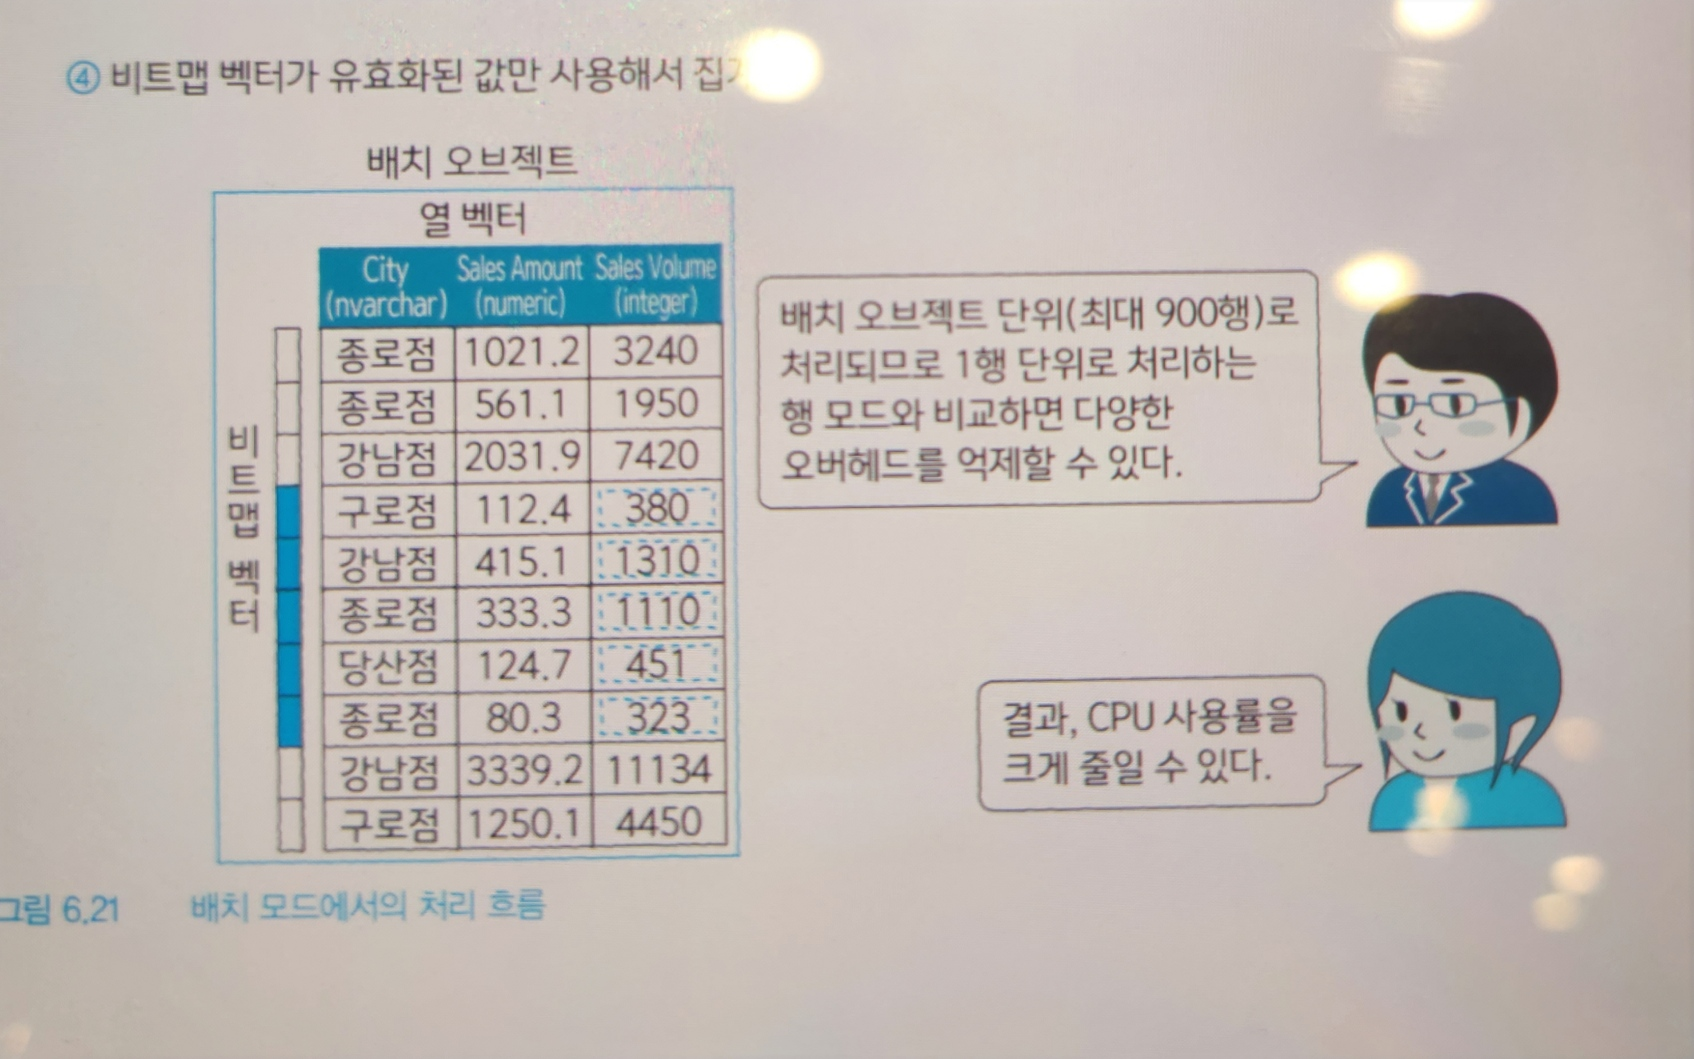 ④ 비트맵 벡터가 유효화된 값만 사용해서
배치 오브젝트
열 벡터
City Sales Amount Sales Volume
(nvarchar) (numeric) (integer)
비트맵 벡터
종로점 1021.2 3240
종로점 561.1 1950
강남점 2031.9 7420
구로점 112.4 380
강남점 415.1 1310
종로점 333.3 1110
당산점 124.7 451
종로점 80.3 323
강남점 3339.2 11134
구로점 1250.1 4450
배치 오브젝트 단위(최대 900행)로
처리되므로 1행 단위로 처리하는
행 모드와 비교하면 다양한
오버헤드를 억제할 수 있다.
결과, CPU 사용률을
크게 줄일 수 있다.
그림 6.21 배치 모드에서의 처리 흐름